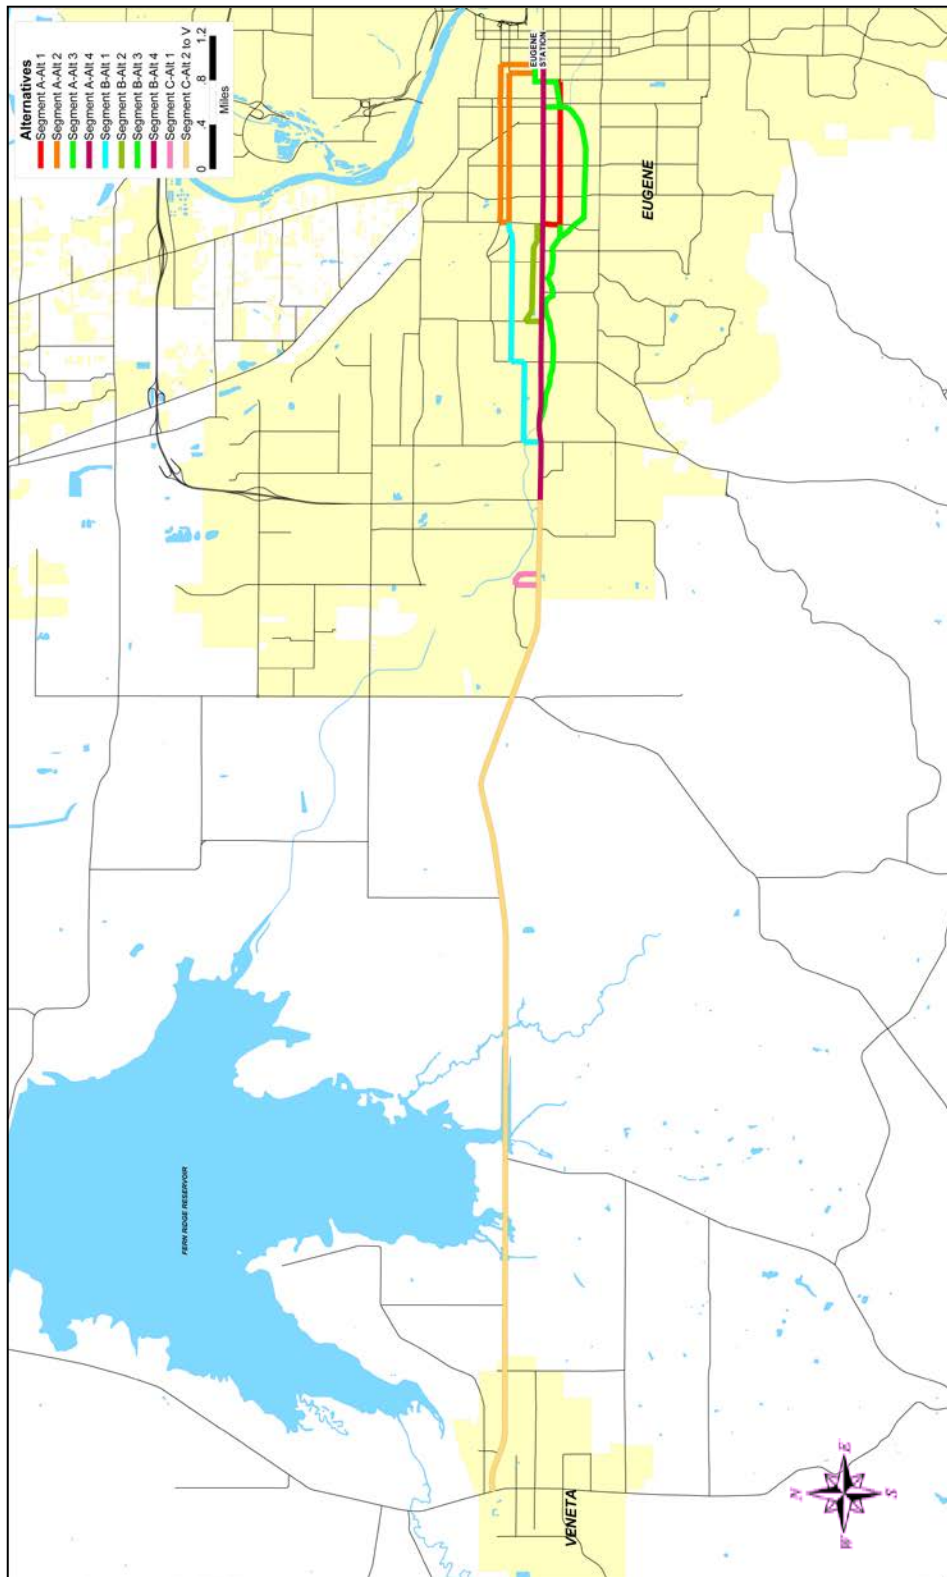 Alternatives
Segment A-Alt 1
Segment A-Alt 2
Segment A-Alt 3
Segment A-Alt 4
Segment B-Alt 1
Segment B-Alt 2
Segment B-Alt 3
Segment B-Alt 4
Segment C-Alt 1
Segment C-Alt 2 to V
0 .4 .8 1.2
Miles
EUGENE
STATION
EUGENE
FERN RIDGE RESERVOIR
VENETA
N
W E
S